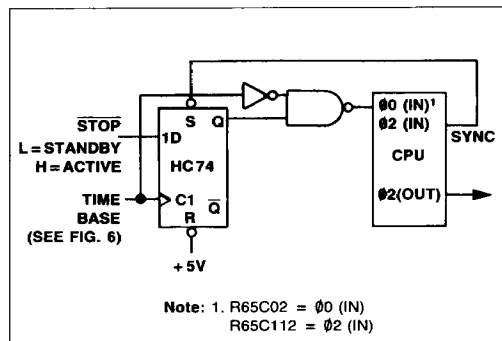 S
Q
ø0 (IN)¹
ø2 (IN)
SYNC
CPU
ø2(OUT)
STOP
L = STANDBY
H = ACTIVE
1D
HC74
TIME
BASE
(SEE FIG. 6)
C1
Q
R
+ 5V
Note: 1. R65C02 = ø0 (IN)
R65C112 = ø2 (IN)